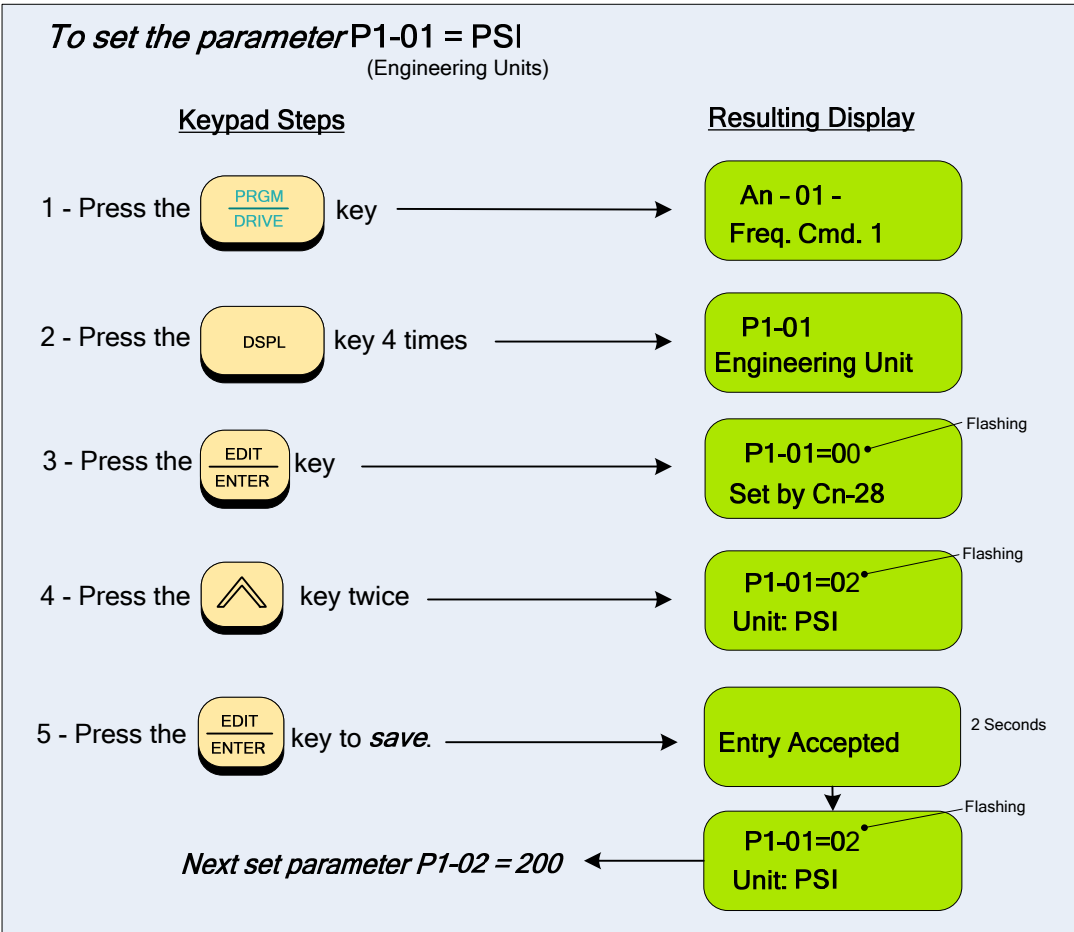 To set the parameter P1-01 = PSI
(Engineering Units)
Keypad Steps
Resulting Display
1 - Press the PRGM DRIVE key
An - 01 -
Freq. Cmd. 1
2 - Press the DSPL key 4 times
P1-01
Engineering Unit
3 - Press the EDIT ENTER key
P1-01=00
Set by Cn-28
Flashing
4 - Press the key twice
P1-01=02
Unit: PSI
Flashing
5 - Press the EDIT ENTER key to save.
Entry Accepted
2 Seconds
P1-01=02
Unit: PSI
Flashing
Next set parameter P1-02 = 200